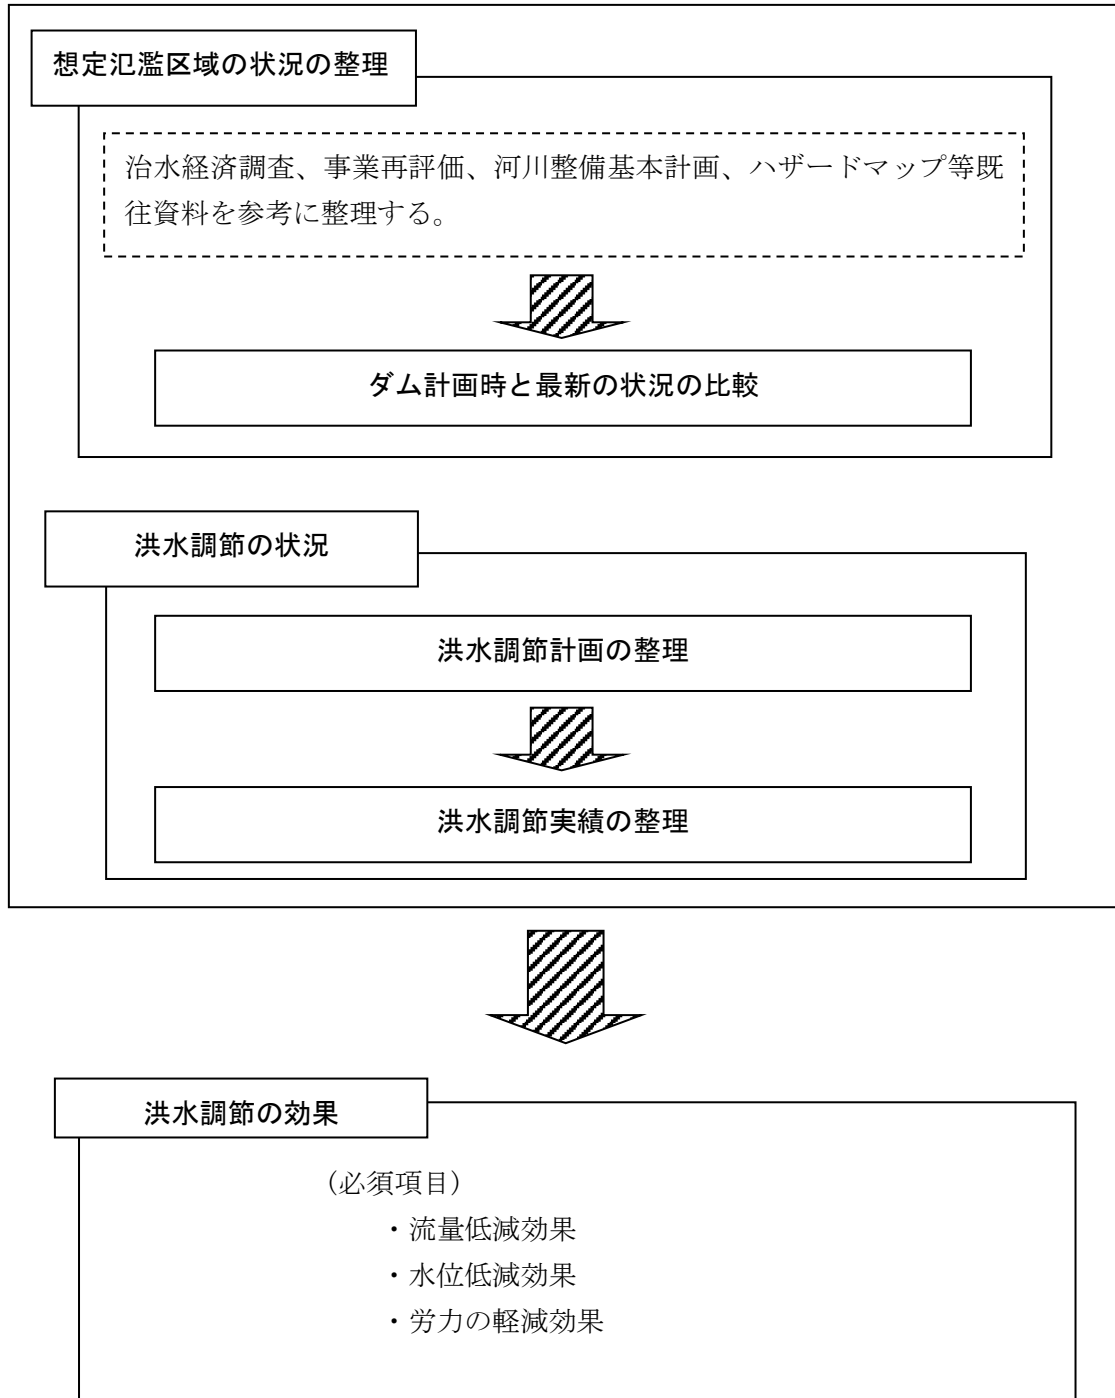 想定氾濫区域の状況の整理
治水経済調査、事業再評価、河川整備基本計画、ハザードマップ等既
往資料を参考に整理する。
ダム計画時と最新の状況の比較
洪水調節の状況
洪水調節計画の整理
洪水調節実績の整理
洪水調節の効果
（必須項目）
・流量低減効果
・水位低減効果
・労力の軽減効果